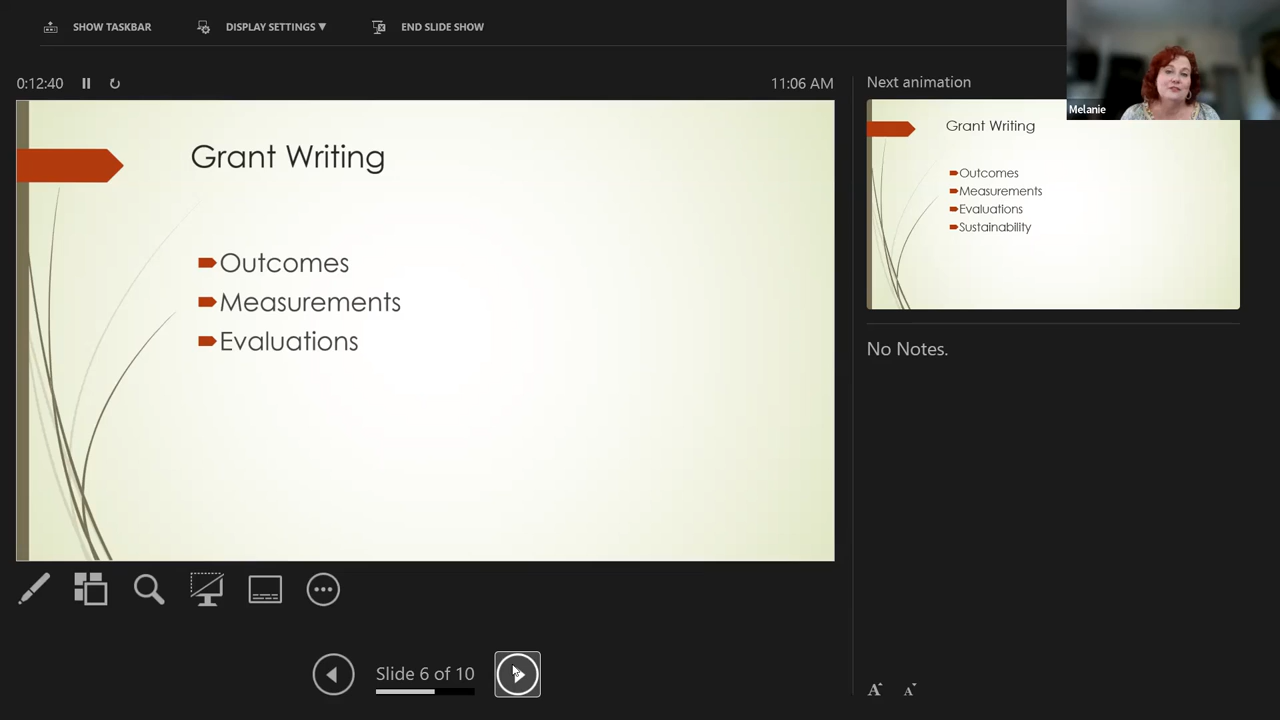 SHOW TASKBAR
DISPLAY SETTINGS ▼
END SLIDE SHOW
0:12:40
11:06 AM
Grant Writing
Outcomes
Measurements
Evaluations
Next animation
Melanie
Grant Writing
Outcomes
Measurements
Evaluations
Sustainability
No Notes.
Slide 6 of 10
A A